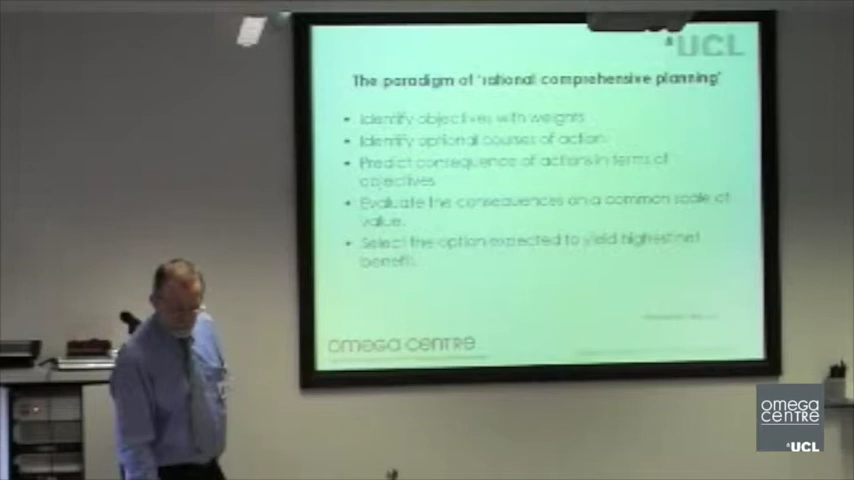 UCL
The paradigm of 'rational comprehensive planning'
• Identify objectives with weights
• Identify optional courses of action
• Predict consequence of actions in terms of
objectives
• Evaluate the consequences on a common scale of
value.
• Select the option expected to yield highest net
benefit.
OMEGA CENTRE
omega
centre
UCL